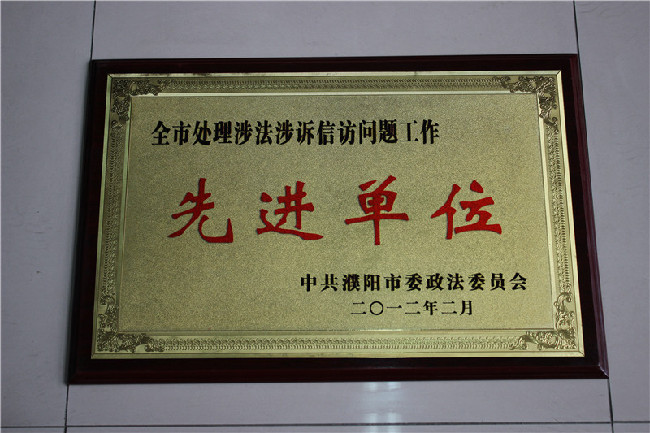 全市处理涉法涉诉信访问题工作
先进单位
中共濮阳市委政法委员会
二〇一二年二月